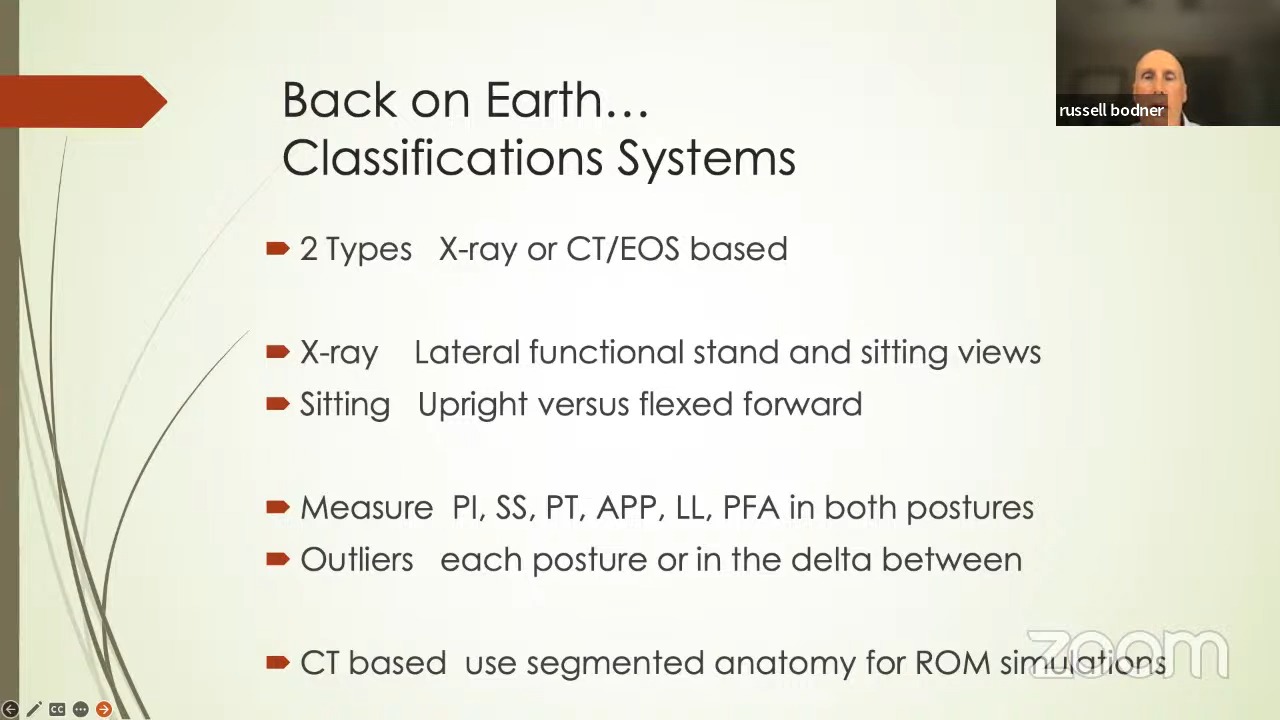 Back on Earth…
Classifications Systems
russell bodner
2 Types X-ray or CT/EOS based
X-ray Lateral functional stand and sitting views
Sitting Upright versus flexed forward
Measure PI, SS, PT, APP, LL, PFA in both postures
Outliers each posture or in the delta between
CT based use segmented anatomy for ROM simulations
zoom
CC